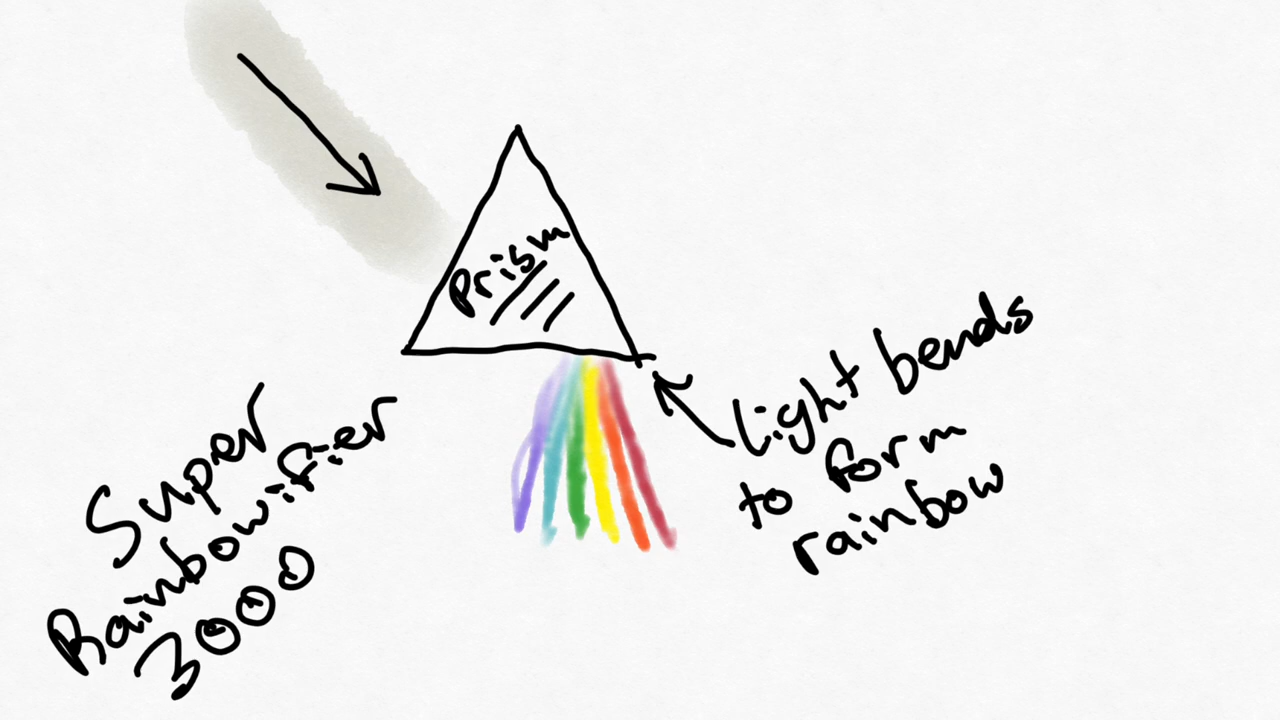 Prism
Light bends
to form
rainbow
Super
Rainbowifier
3000